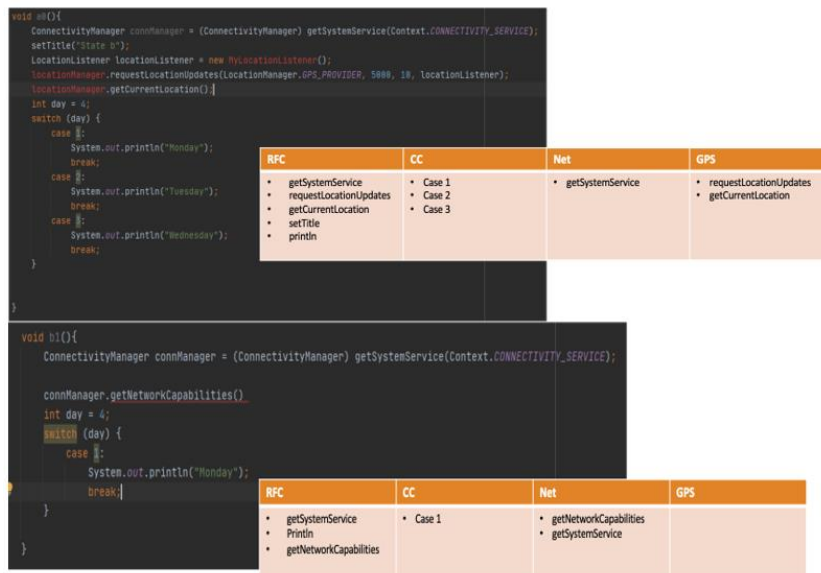 void m0(){
ConnectivityManager connManager = (ConnectivityManager) getSystemService(Context.CONNECTIVITY_SERVICE);
setTitle("State b");
LocationListener locationListener = new MyLocationListener();
locationManager.requestLocationUpdates(LocationManager.GPS_PROVIDER, 5000, 10, locationListener);
locationManager.getCurrentLocation();
int day = 4;
switch (day) {
case 1:
System.out.println("Monday");
break;
case 2:
System.out.println("Tuesday");
break;
case 3:
System.out.println("Wednesday");
break;
}
}
RFC CC Net GPS
• getSystemService • Case 1 • getSystemService • requestLocationUpdates
• requestLocationUpdates • Case 2 • getCurrentLocation
• getCurrentLocation • Case 3
• setTitle
• println
void b1(){
ConnectivityManager connManager = (ConnectivityManager) getSystemService(Context.CONNECTIVITY_SERVICE);
connManager.getNetworkCapabilities()
int day = 4;
switch (day) {
case 1:
System.out.println("Monday");
break;
}
}
RFC CC Net GPS
• getSystemService • Case 1 • getNetworkCapabilities
• Println • getSystemService
• getNetworkCapabilities